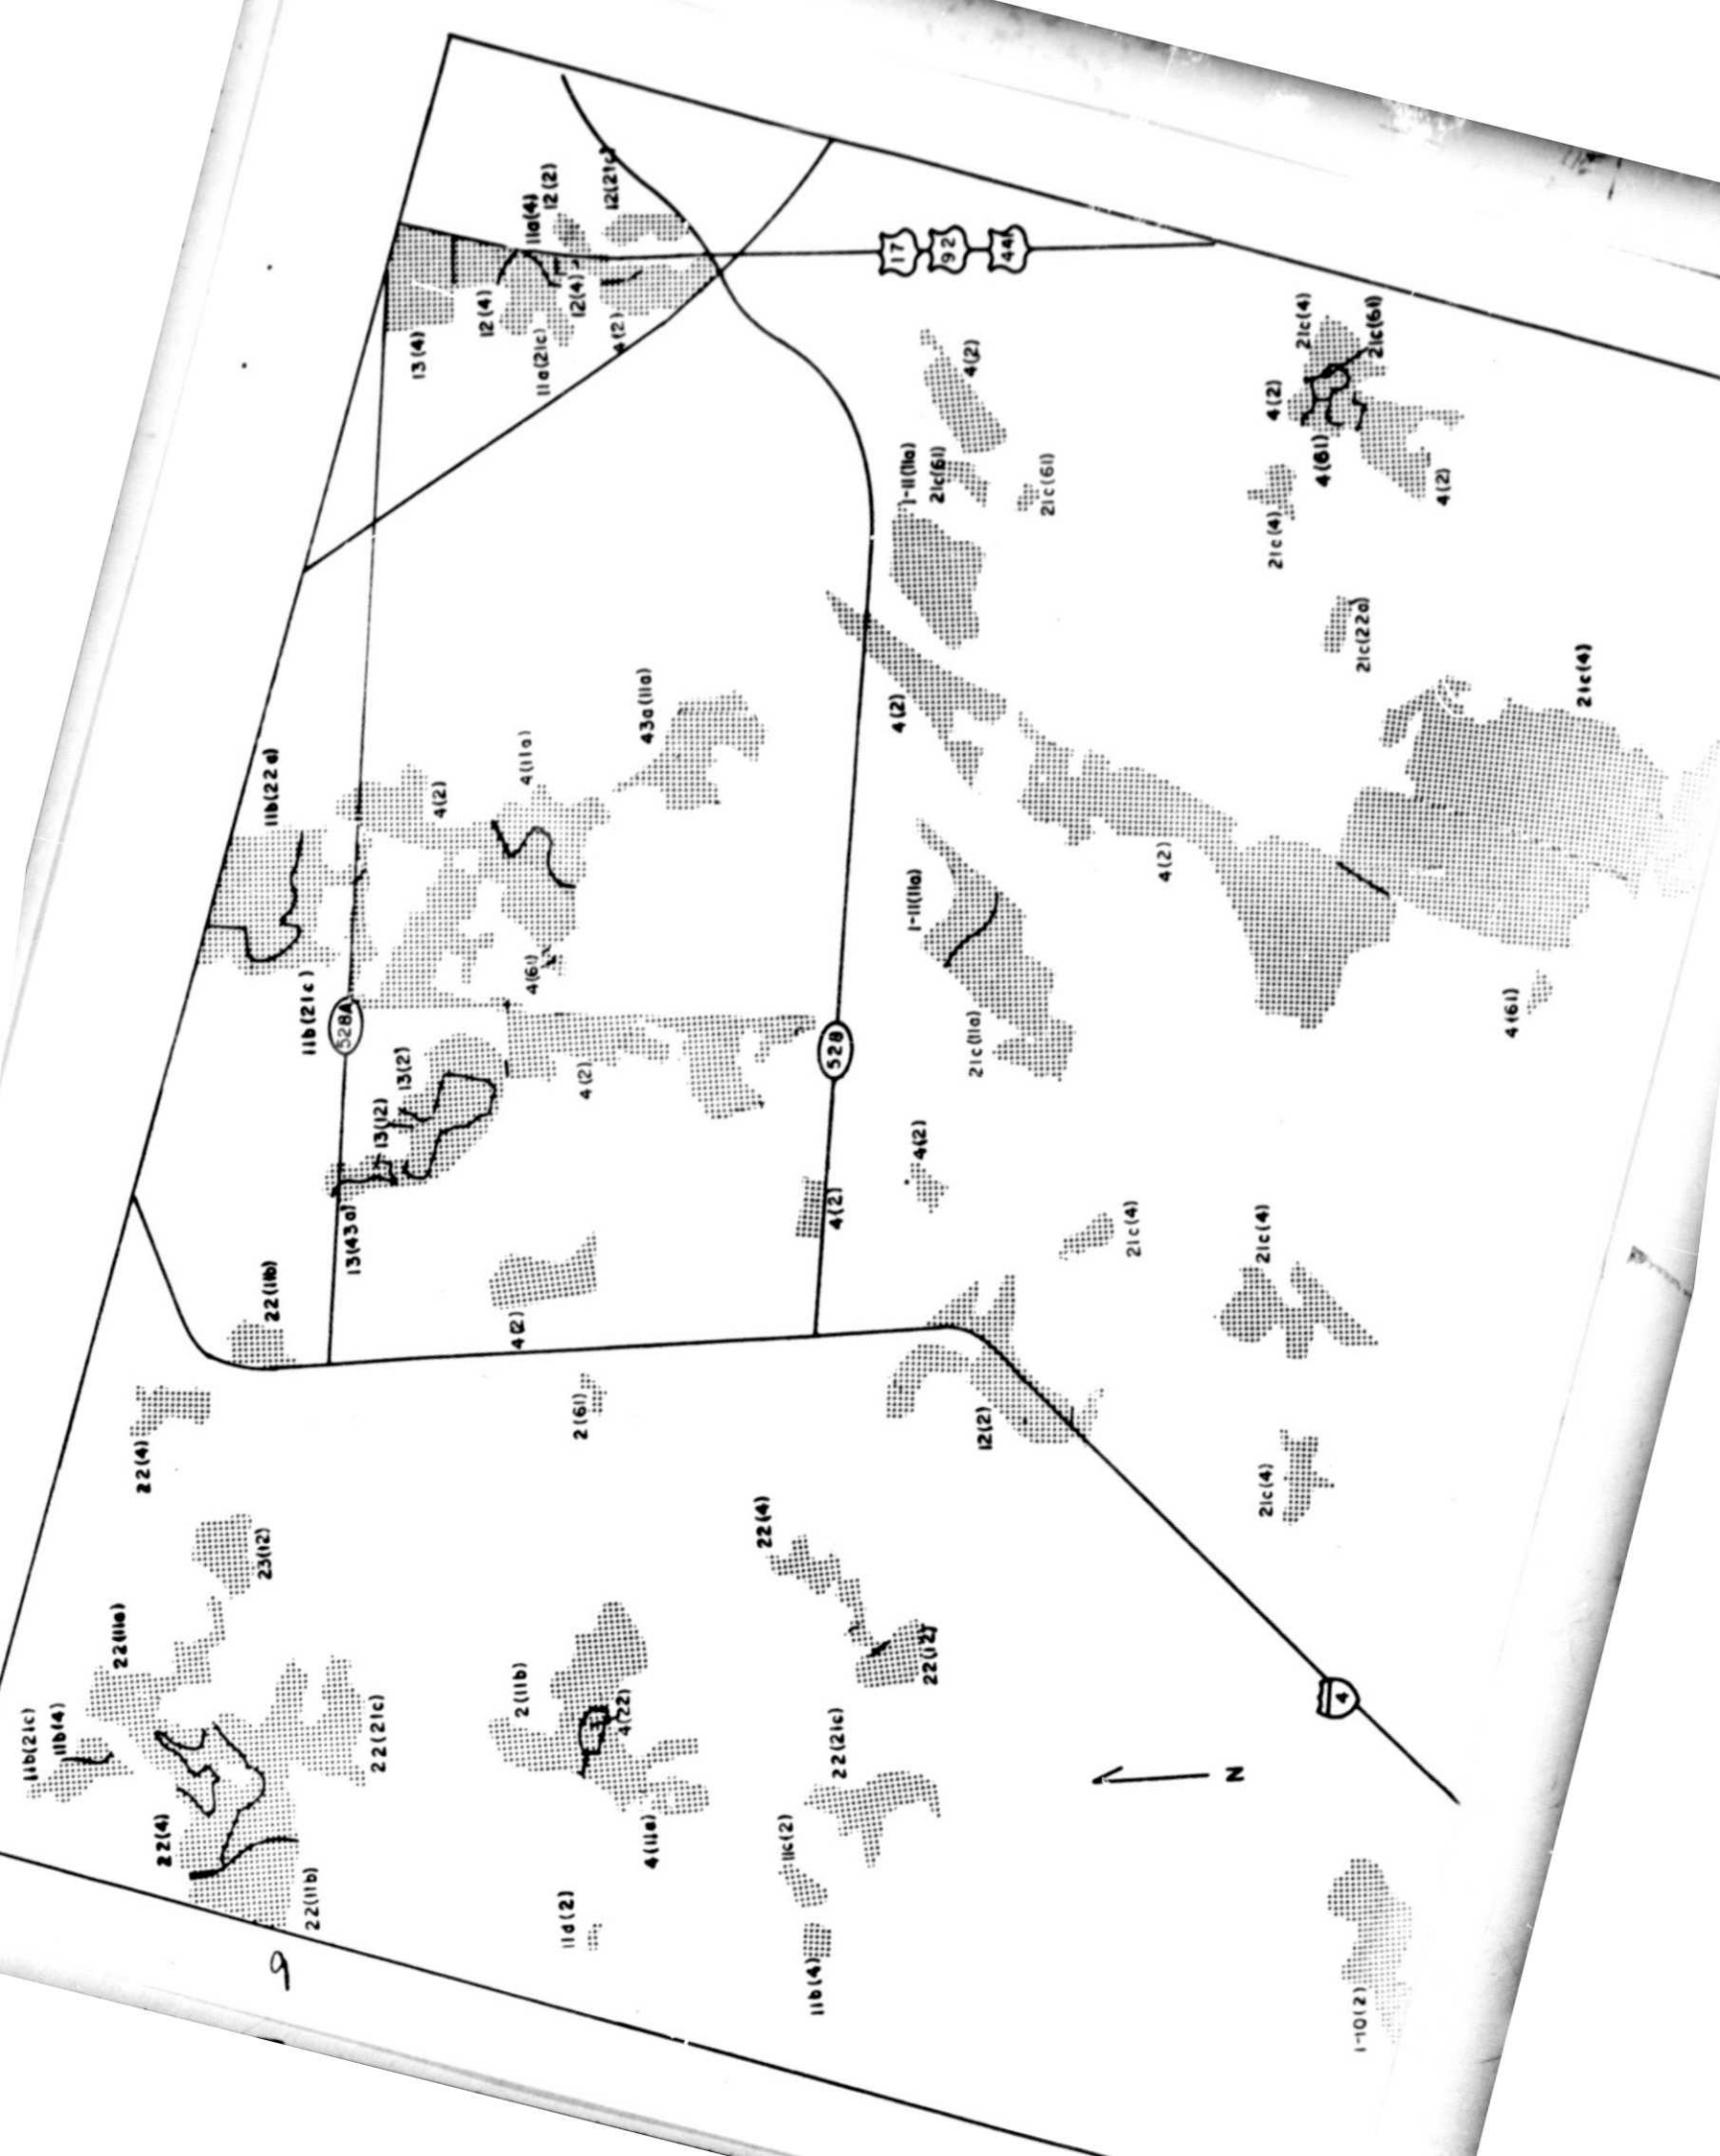 11b(21c)
11b(4)
22(11a)
22(4)
22(4)
23(12)
22(11b)
11b(22a)
9
22(11b)
11b(21c)
528A
13(43a)
22(21c)
13(12)
13(2)
13(4)
4(2)
12(4)
4(2)
2(11b)
4(11a)
4(61)
11a(4)
11a(21c)
12(2)
11d(2)
2(61)
4(2)
12(4)
12(21c)
4(22)
4(2)
4(11a)
43a(11a)
22(4)
11c(2)
11b(4)
22(21c)
4(2)
528
4(2)
17
92
44
1-11(11a)
1-11(11a)
4(2)
22(12)
21c(61)
4(2)
21c(11a)
12(2)
21c(61)
21c(4)
4(2)
N
21c(4)
21c(4)
4(2)
21c(4)
21c(4)
4(61)
4
1-10(2)
21c(22a)
21c(61)
4(2)
4(61)
21c(4)